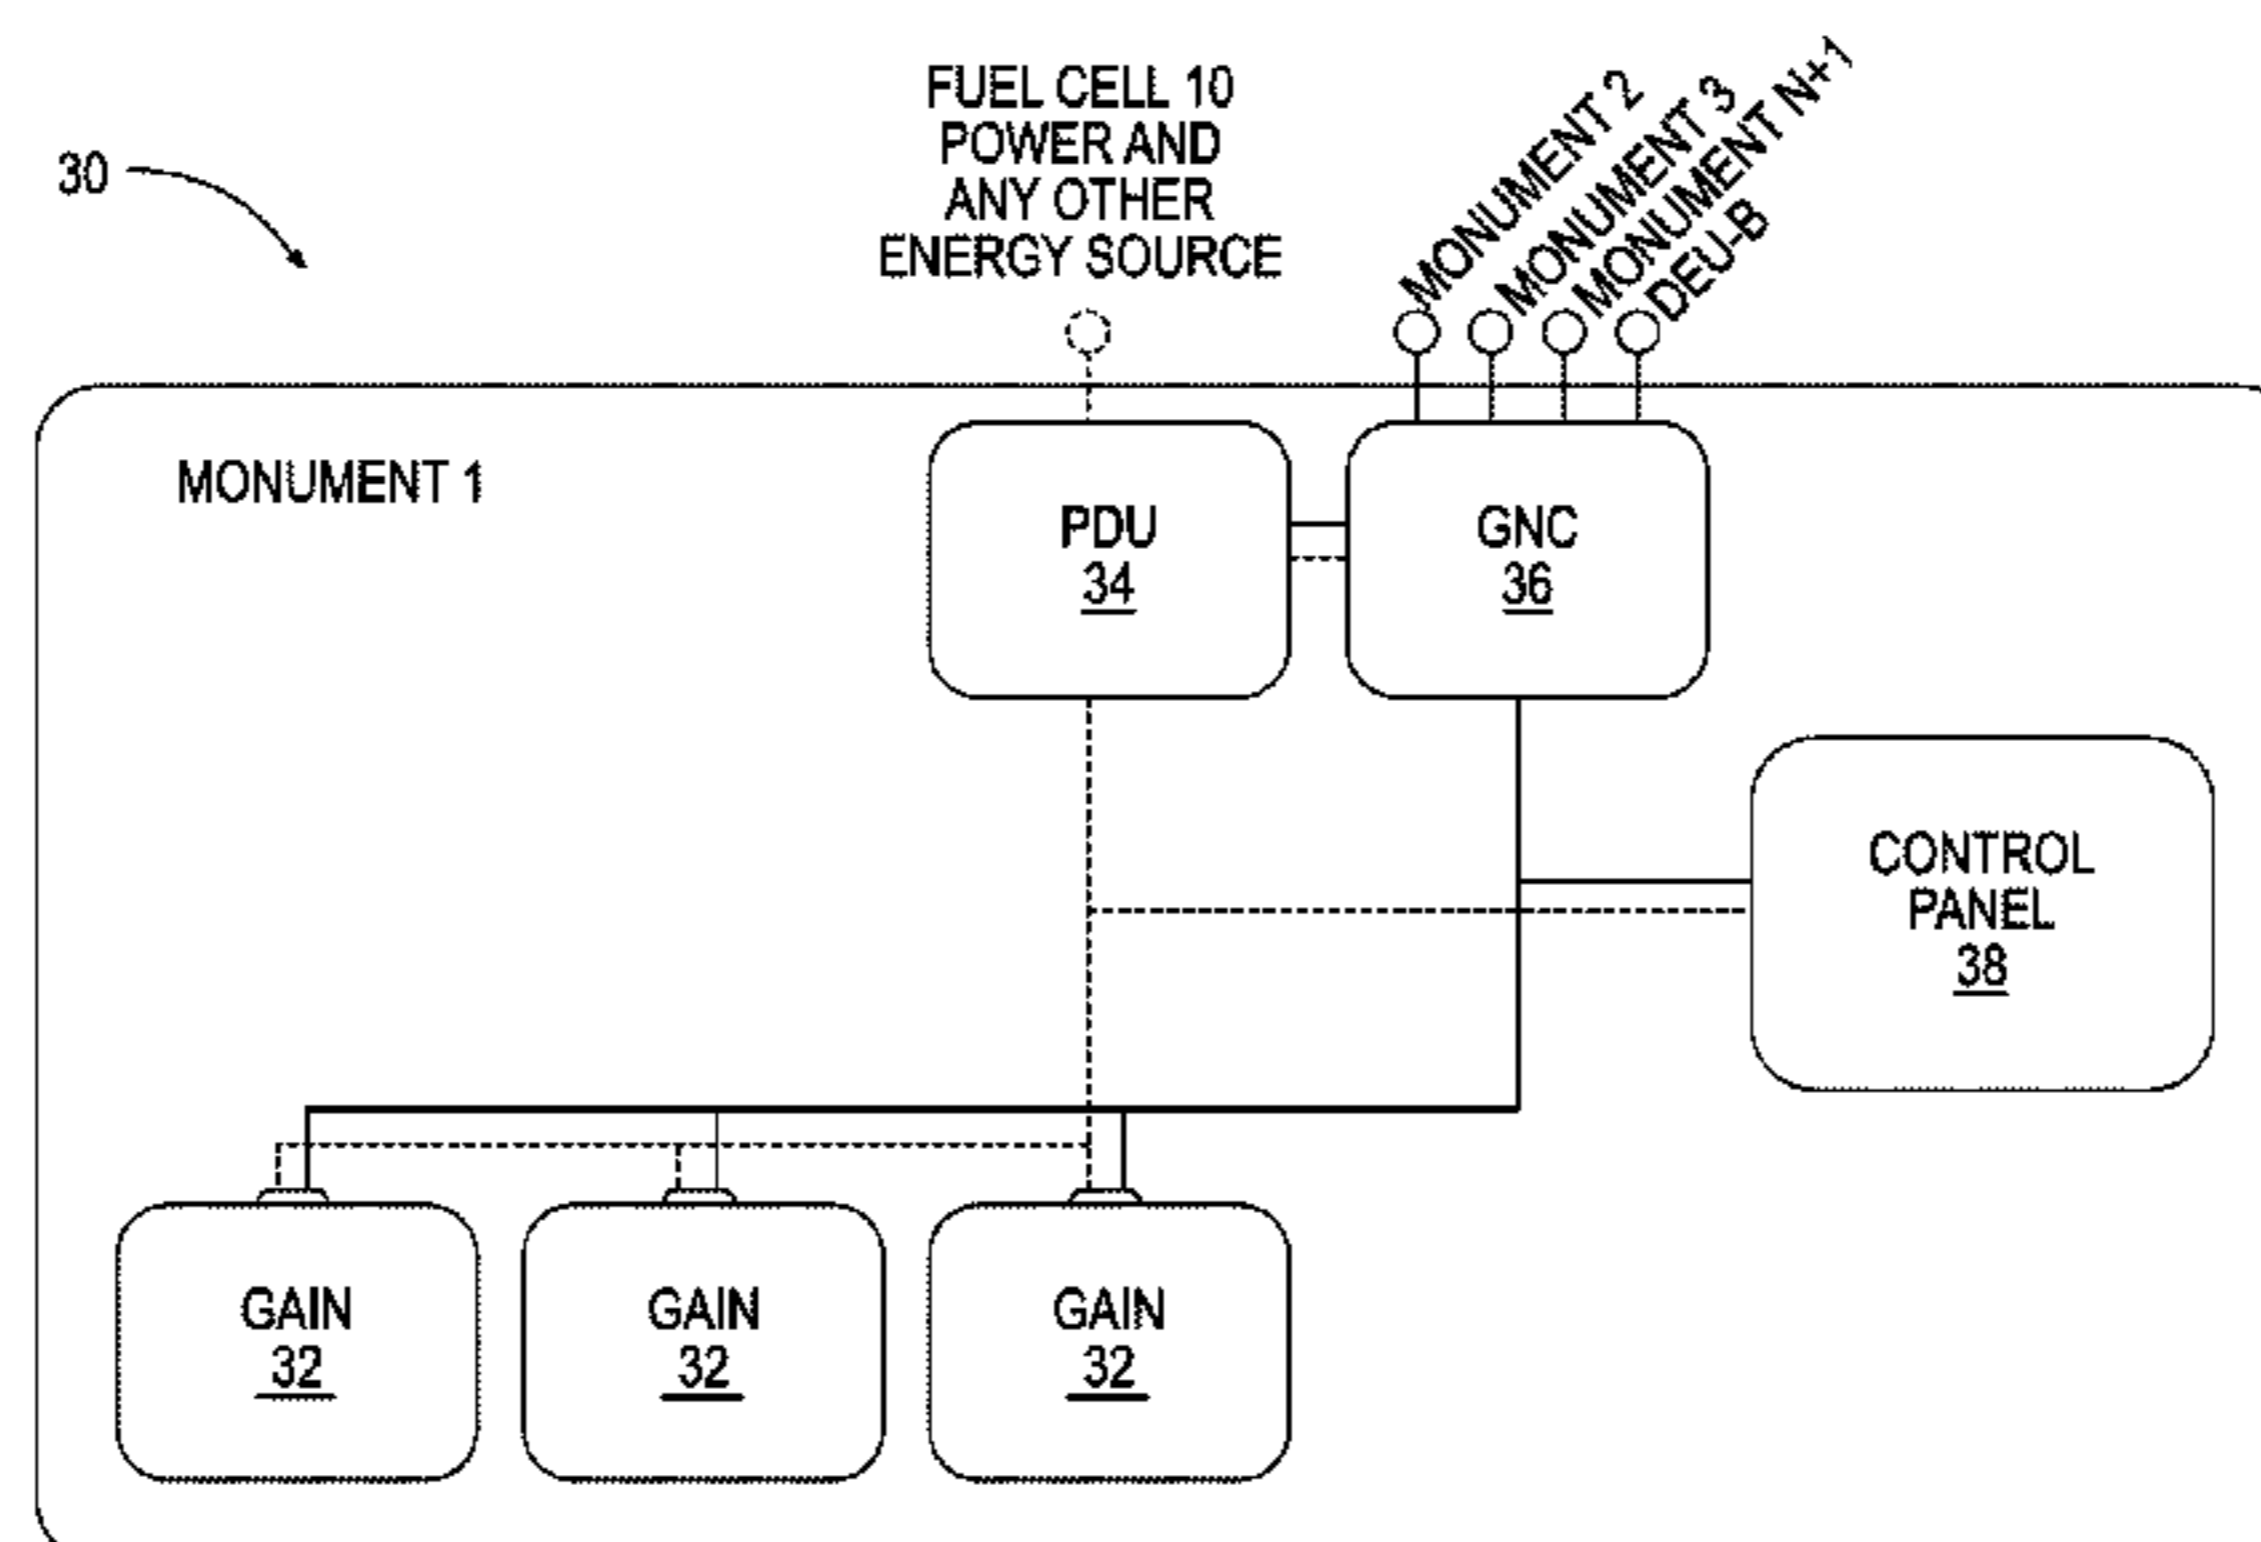 FUEL CELL 10
POWER AND
ANY OTHER
ENERGY SOURCE
30
MONUMENT 2
MONUMENT 3
MONUMENT N+1
DEU-B
MONUMENT 1
PDU
34
GNC
36
CONTROL
PANEL
38
GAIN
32
GAIN
32
GAIN
32